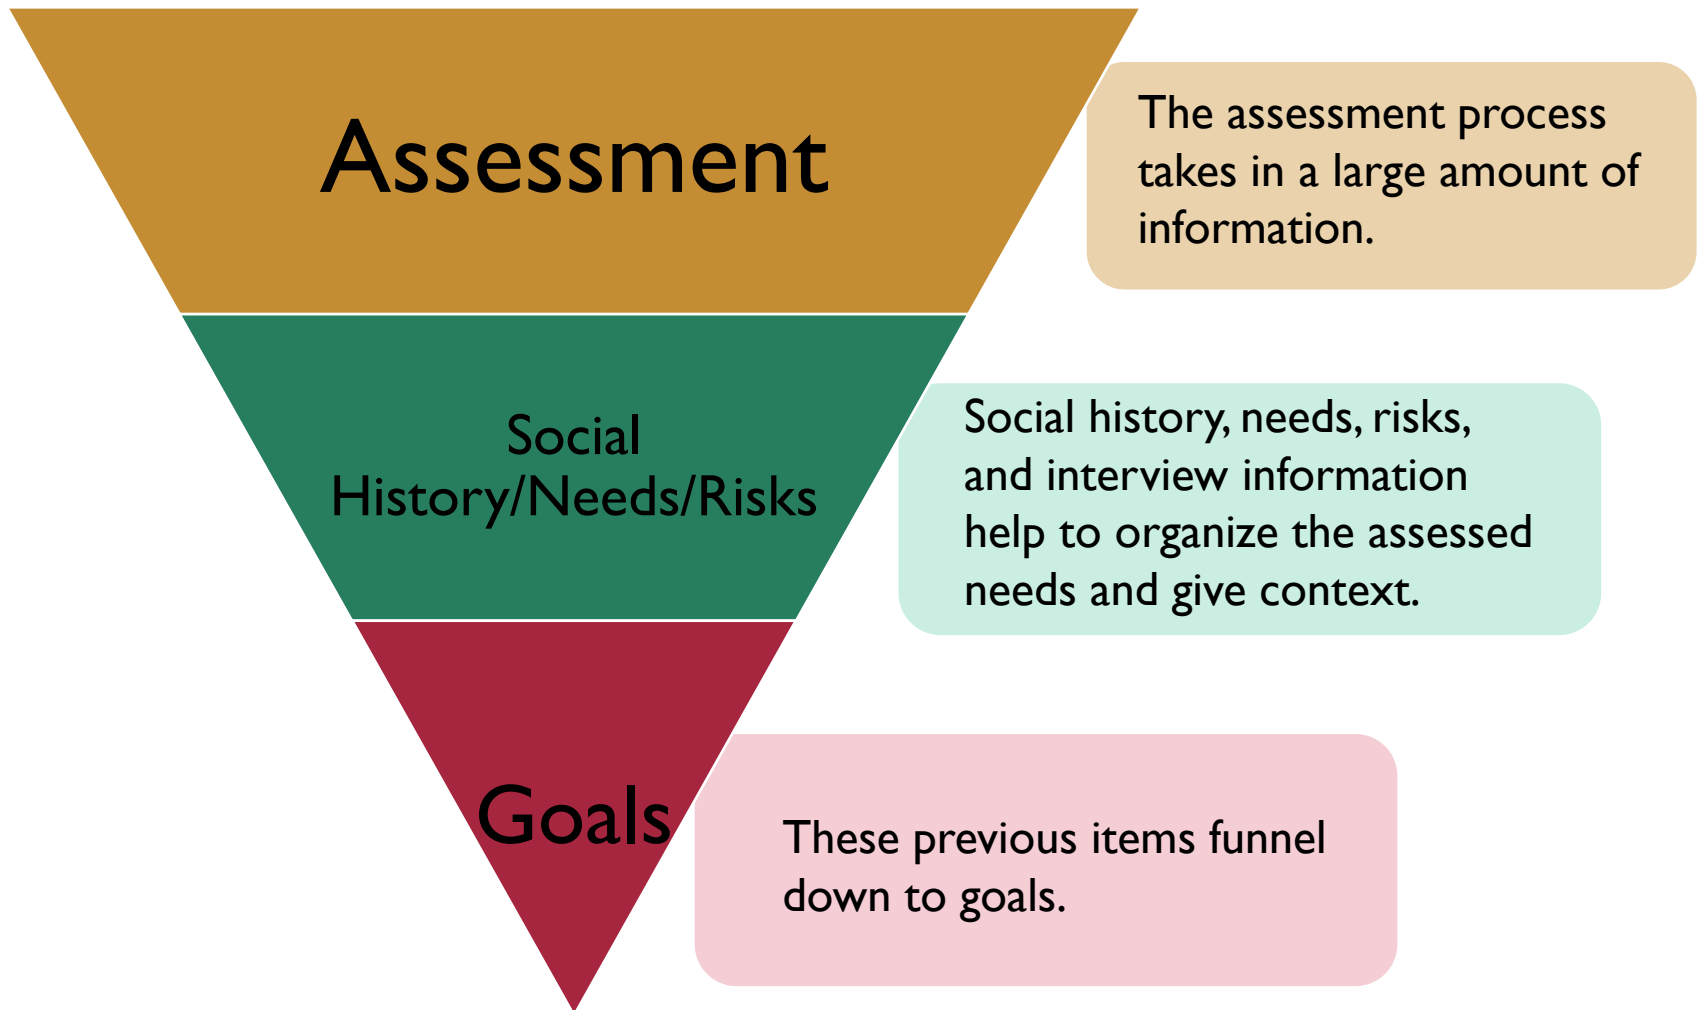 Assessment
The assessment process
takes in a large amount of
information.
Social
History/Needs/Risks
Social history, needs, risks,
and interview information
help to organize the assessed
needs and give context.
Goals
These previous items funnel
down to goals.